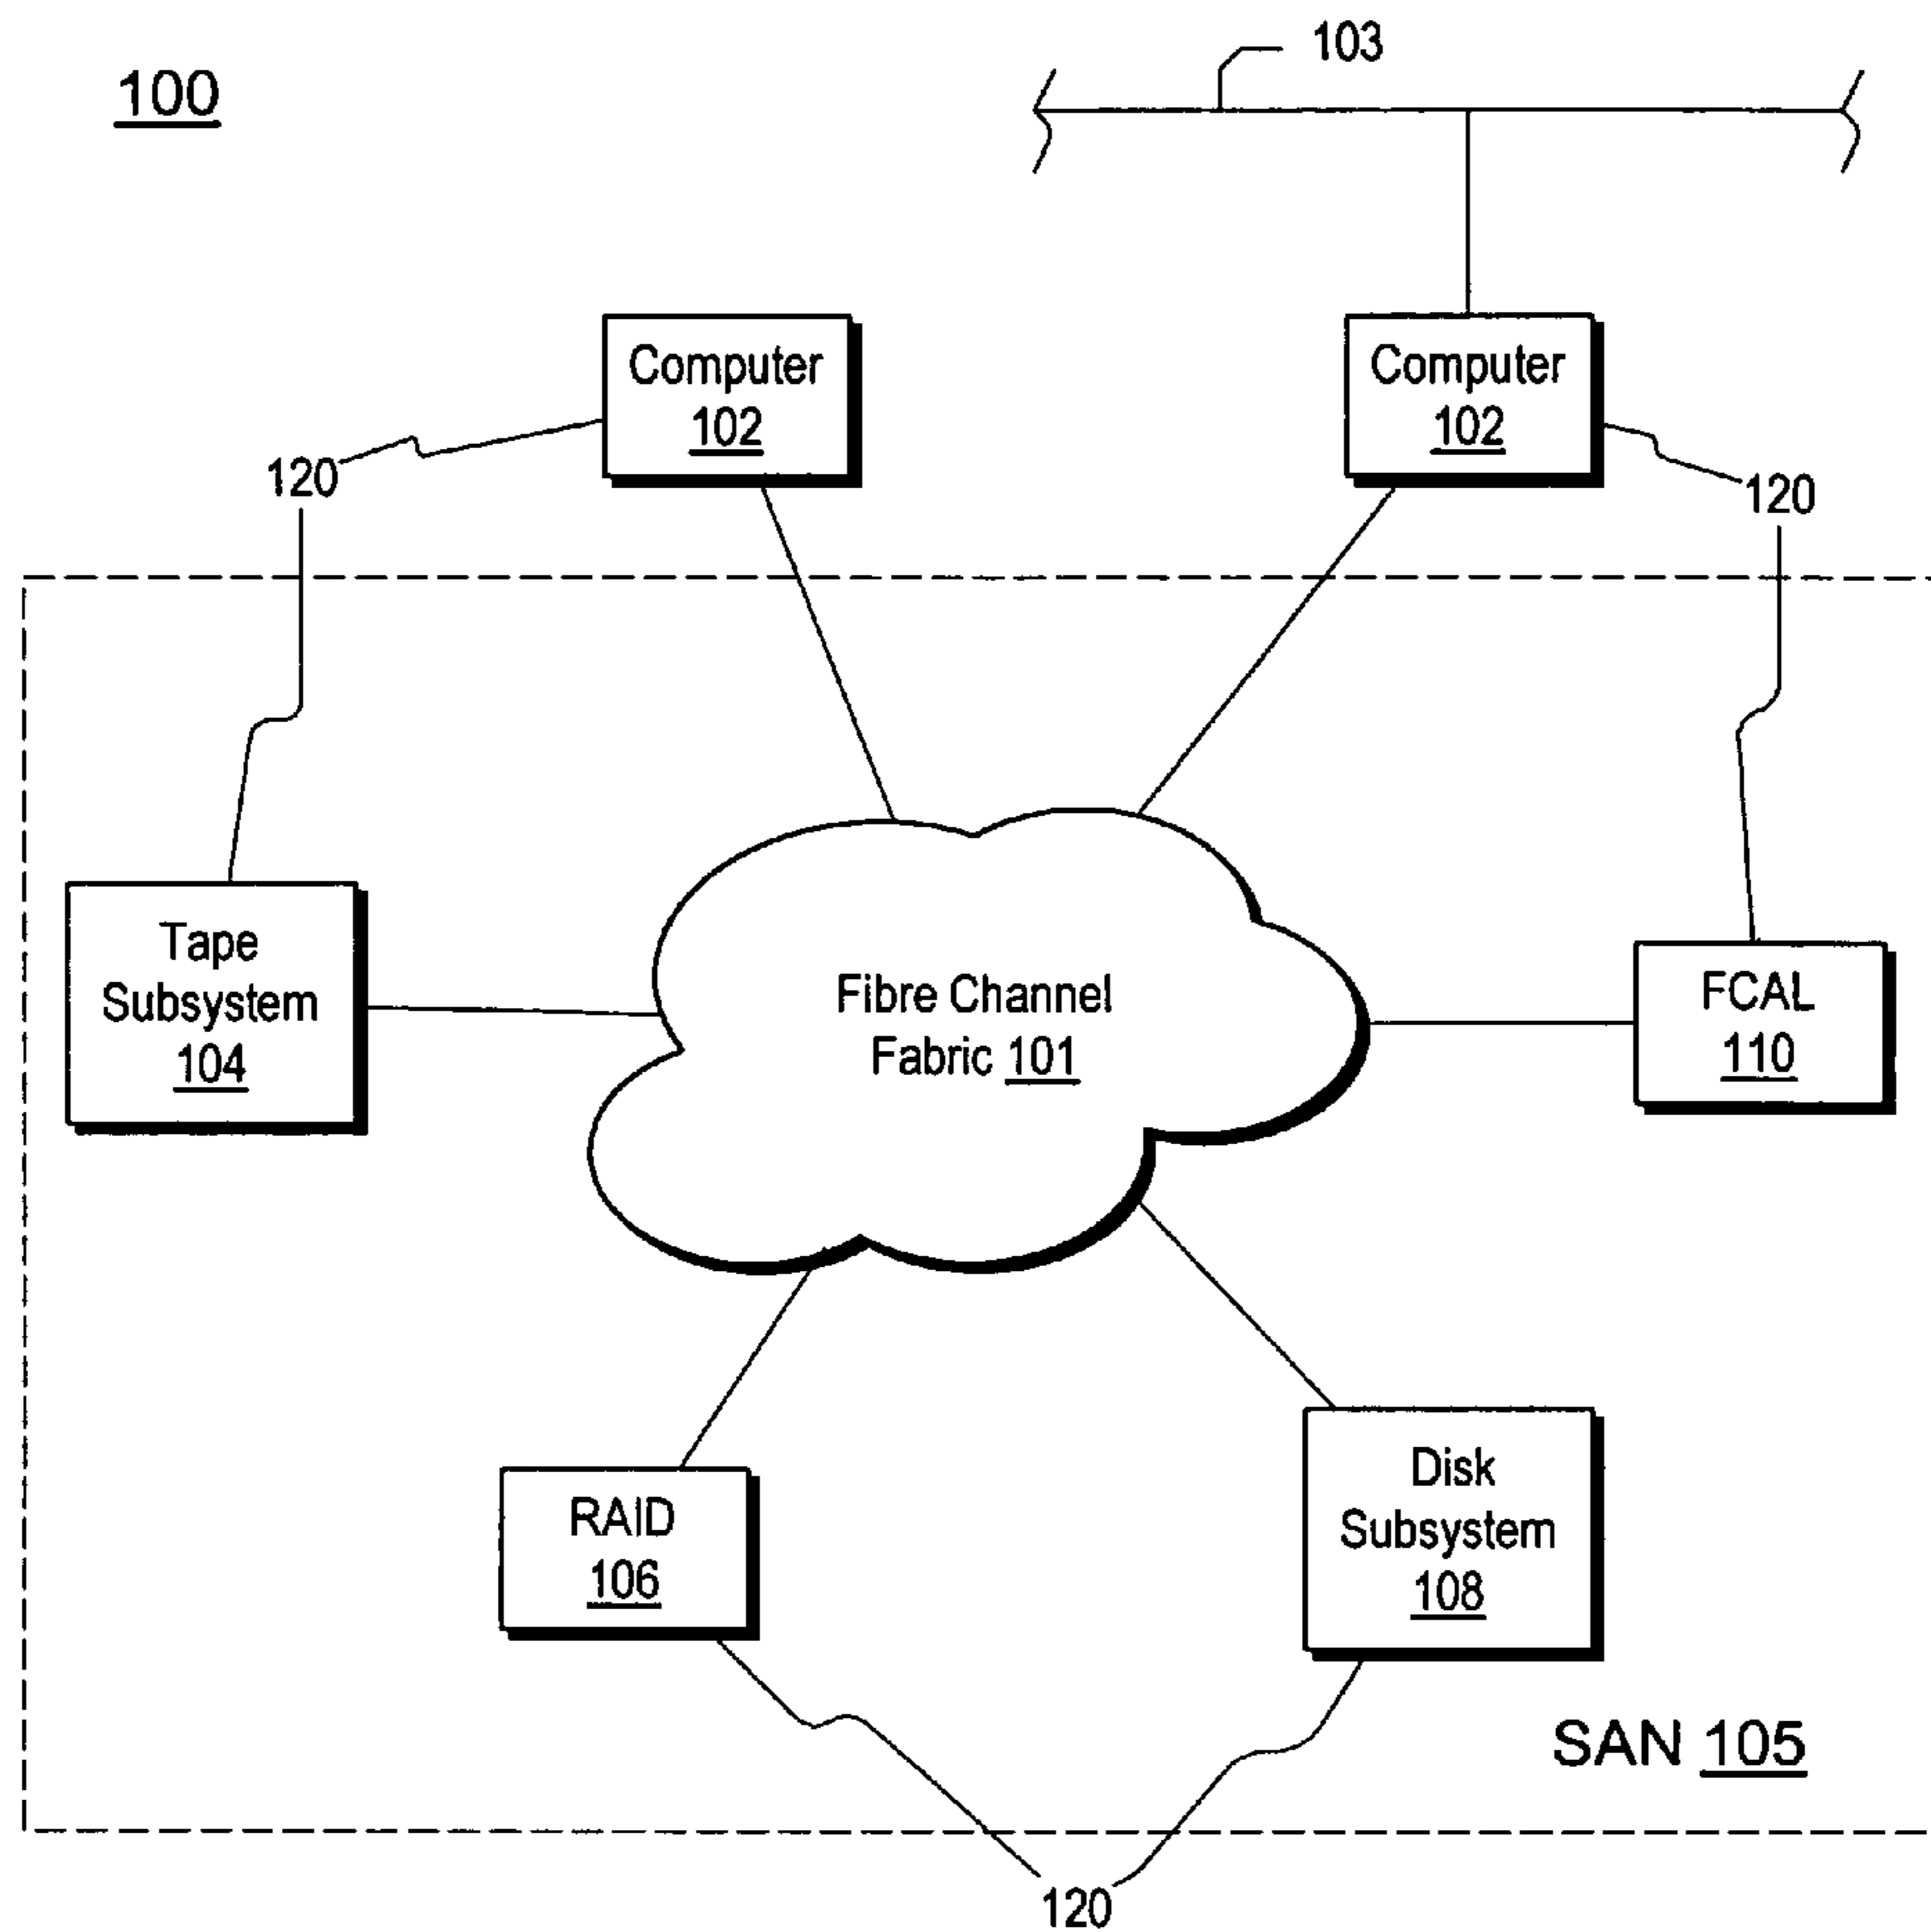 103
100
Computer
102
Computer
102
120
120
Tape
Subsystem
104
Fibre Channel
Fabric 101
FCAL
110
RAID
106
Disk
Subsystem
108
SAN 105
120